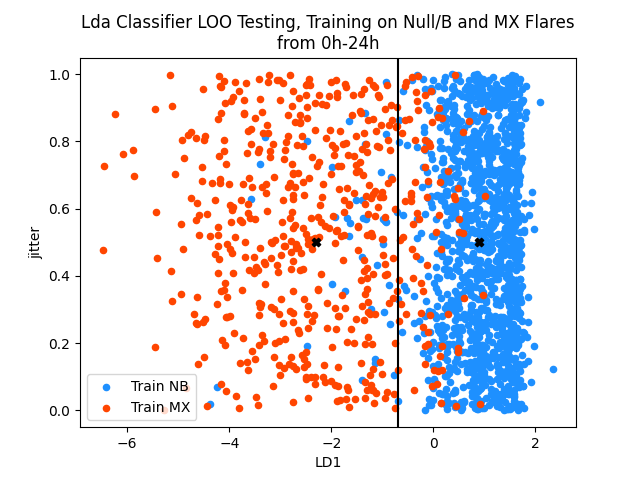 Lda Classifier LOO Testing, Training on Null/B and MX Flares
from 0h-24h
1.0
0.8
0.6
0.4
0.2
0.0
jitter
Train NB
Train MX
−6
−4
−2
0
2
LD1